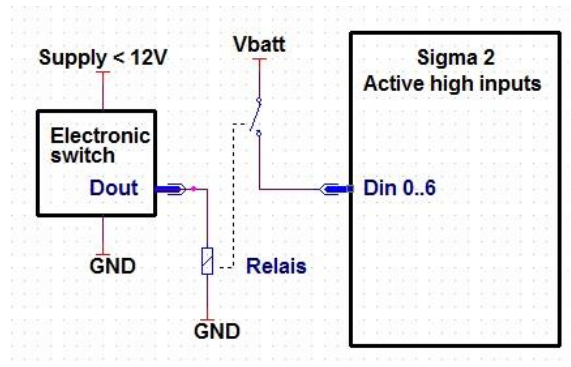 Supply < 12V
Vbatt
Sigma 2
Active high inputs
Electronic
switch
Dout
Din 0..6
GND
Relais
GND